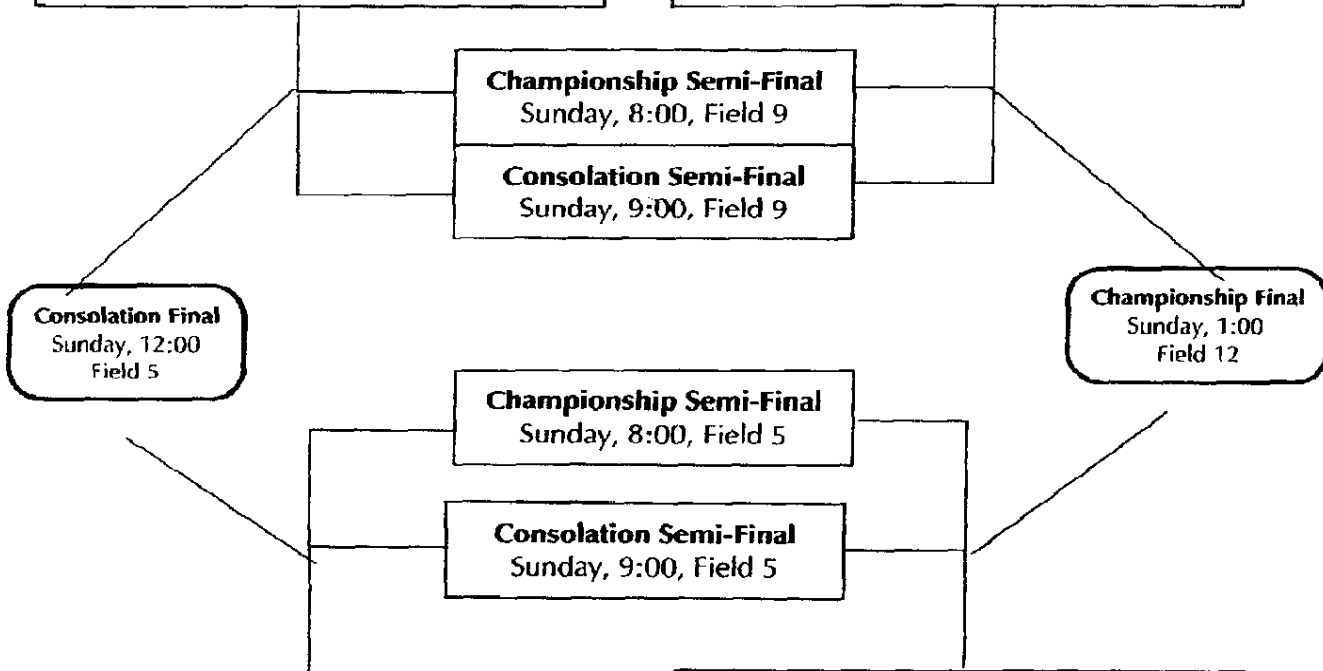 Championship Semi-Final
Sunday, 8:00, Field 9
Consolation Semi-Final
Sunday, 9:00, Field 9
Consolation Final
Sunday, 12:00
Field 5
Championship Final
Sunday, 1:00
Field 12
Championship Semi-Final
Sunday, 8:00, Field 5
Consolation Semi-Final
Sunday, 9:00, Field 5